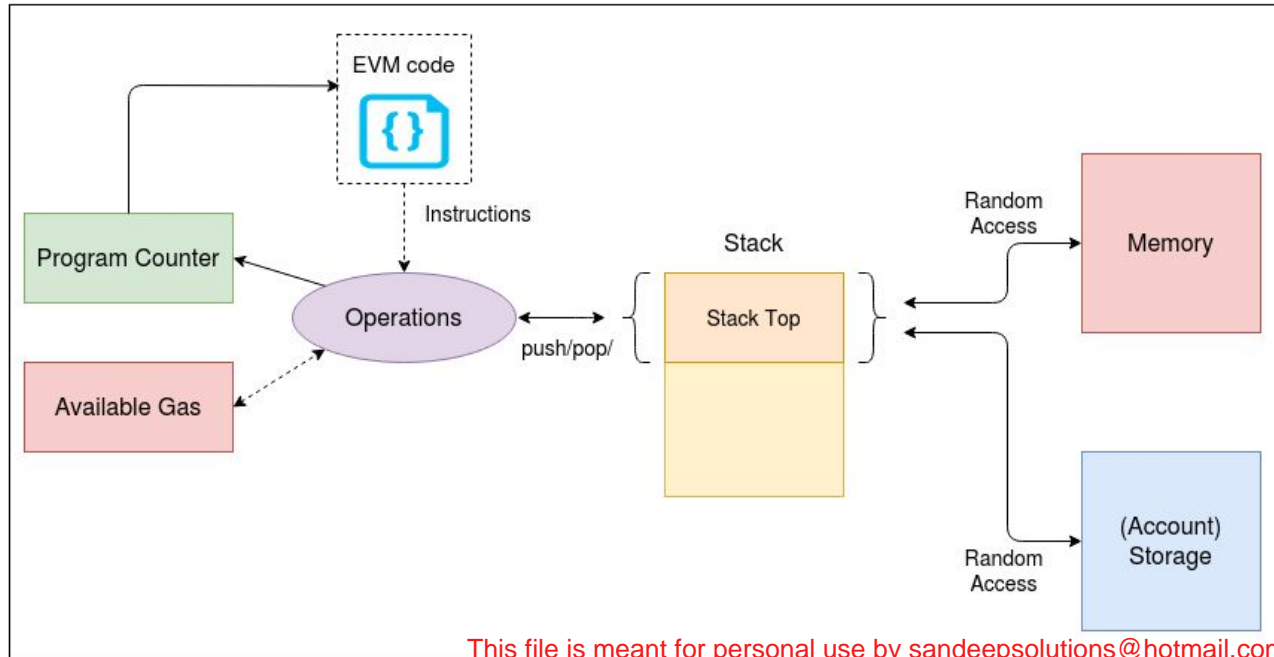 EVM code
{}
Instructions
Program Counter
Operations
push/pop/
Available Gas
Stack
Stack Top
Random
Access
Memory
(Account)
Storage
Random
Access
This file is meant for personal use by sandeepsolutions@hotmail.con